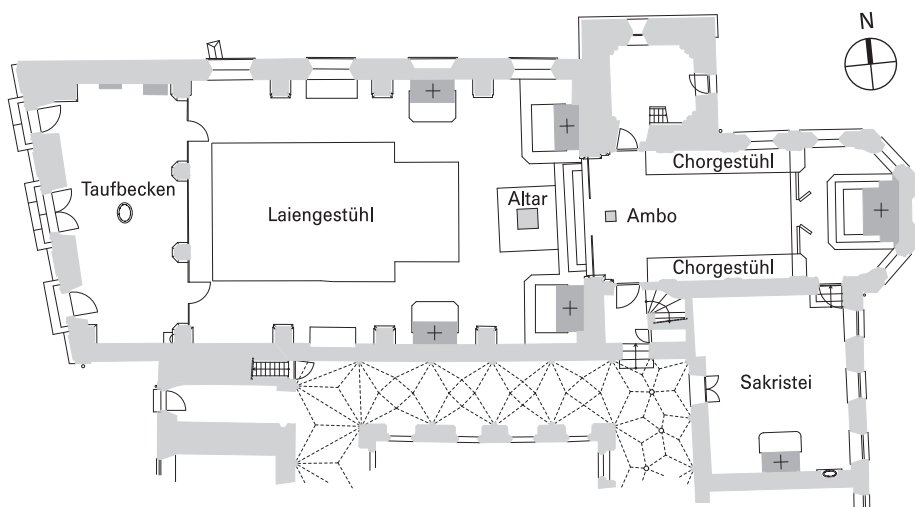 N
Chorgestühl
Taufbecken
Laiengestühl
Altar
Ambo
Chorgestühl
Sakristei